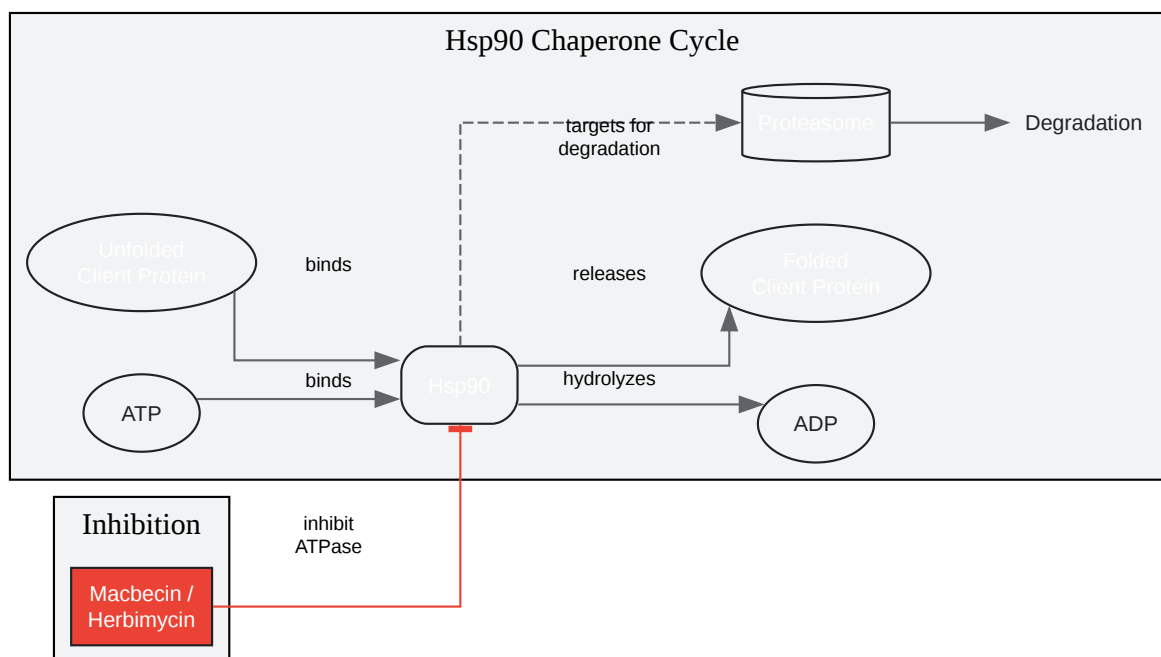 Hsp90 Chaperone Cycle
targets for
degradation
Proteasome
Degradation
Unfolded
Client Protein
binds
releases
Folded
Client Protein
binds
Hsp90
hydrolyzes
ATP
ADP
Inhibition
inhibit
ATPase
Macbecin /
Herbimycin